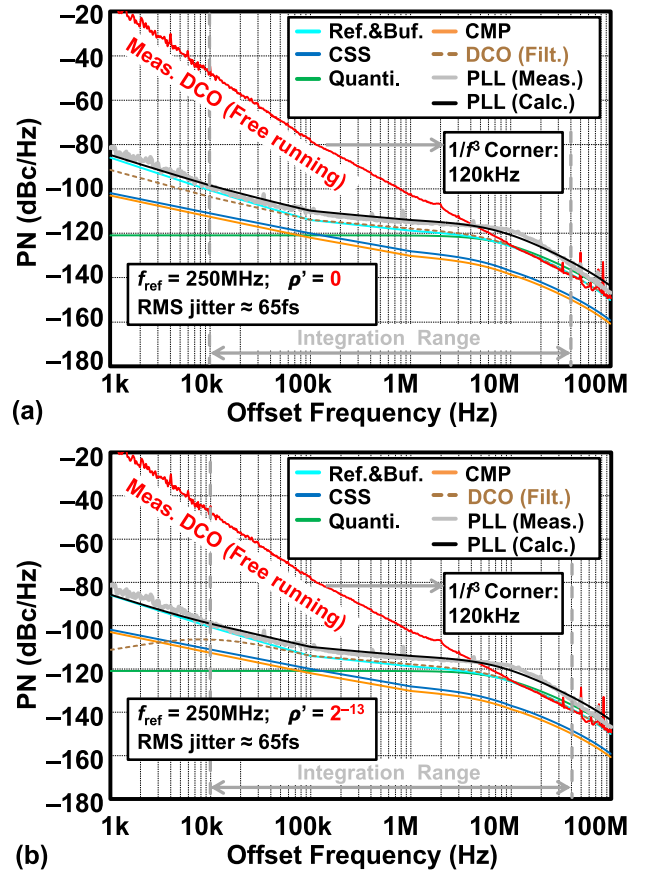 –20
–40
–60
–80
–100
–120
–140
–160
–180
PN (dBc/Hz)
Ref.&Buf.
CSS
Quanti.
CMP
DCO (Filt.)
PLL (Meas.)
PLL (Calc.)
Meas. DCO (Free running)
1/f³ Corner:
120kHz
fref = 250MHz; ρ' = 0
RMS jitter ≈ 65fs
Integration Range
1k 10k 100k 1M 10M 100M
(a)
Offset Frequency (Hz)
–20
–40
–60
–80
–100
–120
–140
–160
–180
PN (dBc/Hz)
Ref.&Buf.
CSS
Quanti.
CMP
DCO (Filt.)
PLL (Meas.)
PLL (Calc.)
Meas. DCO (Free running)
1/f³ Corner:
120kHz
fref = 250MHz; ρ' = 2⁻¹³
RMS jitter ≈ 65fs
Integration Range
1k 10k 100k 1M 10M 100M
(b)
Offset Frequency (Hz)